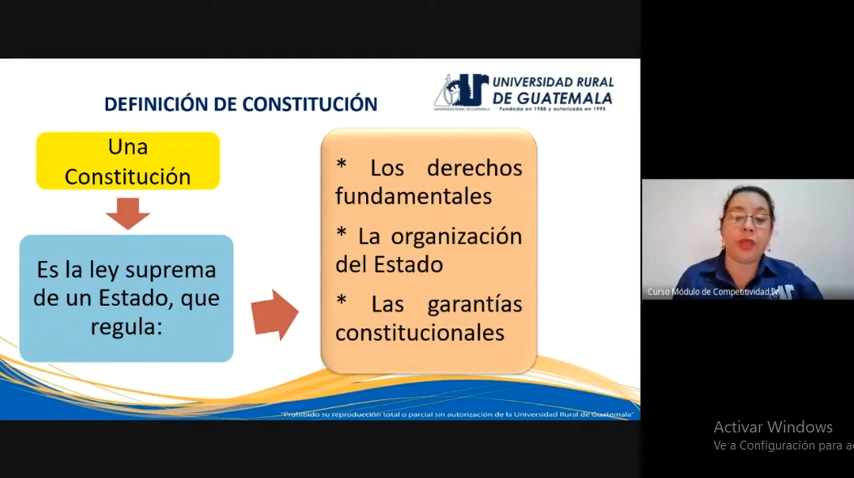 DEFINICIÓN DE CONSTITUCIÓN
UNIVERSIDAD RURAL
DE GUATEMALA
Fundada en 1988 y autorizada en 1995
Una
Constitución
Es la ley suprema
de un Estado, que
regula:
* Los derechos
fundamentales
* La organización
del Estado
* Las garantías
constitucionales
"Prohibido su reproducción total o parcial sin autorización de la Universidad Rural de Guatemala"
Curso Módulo de Competitividad
Activar Windows
Ve a Configuración para